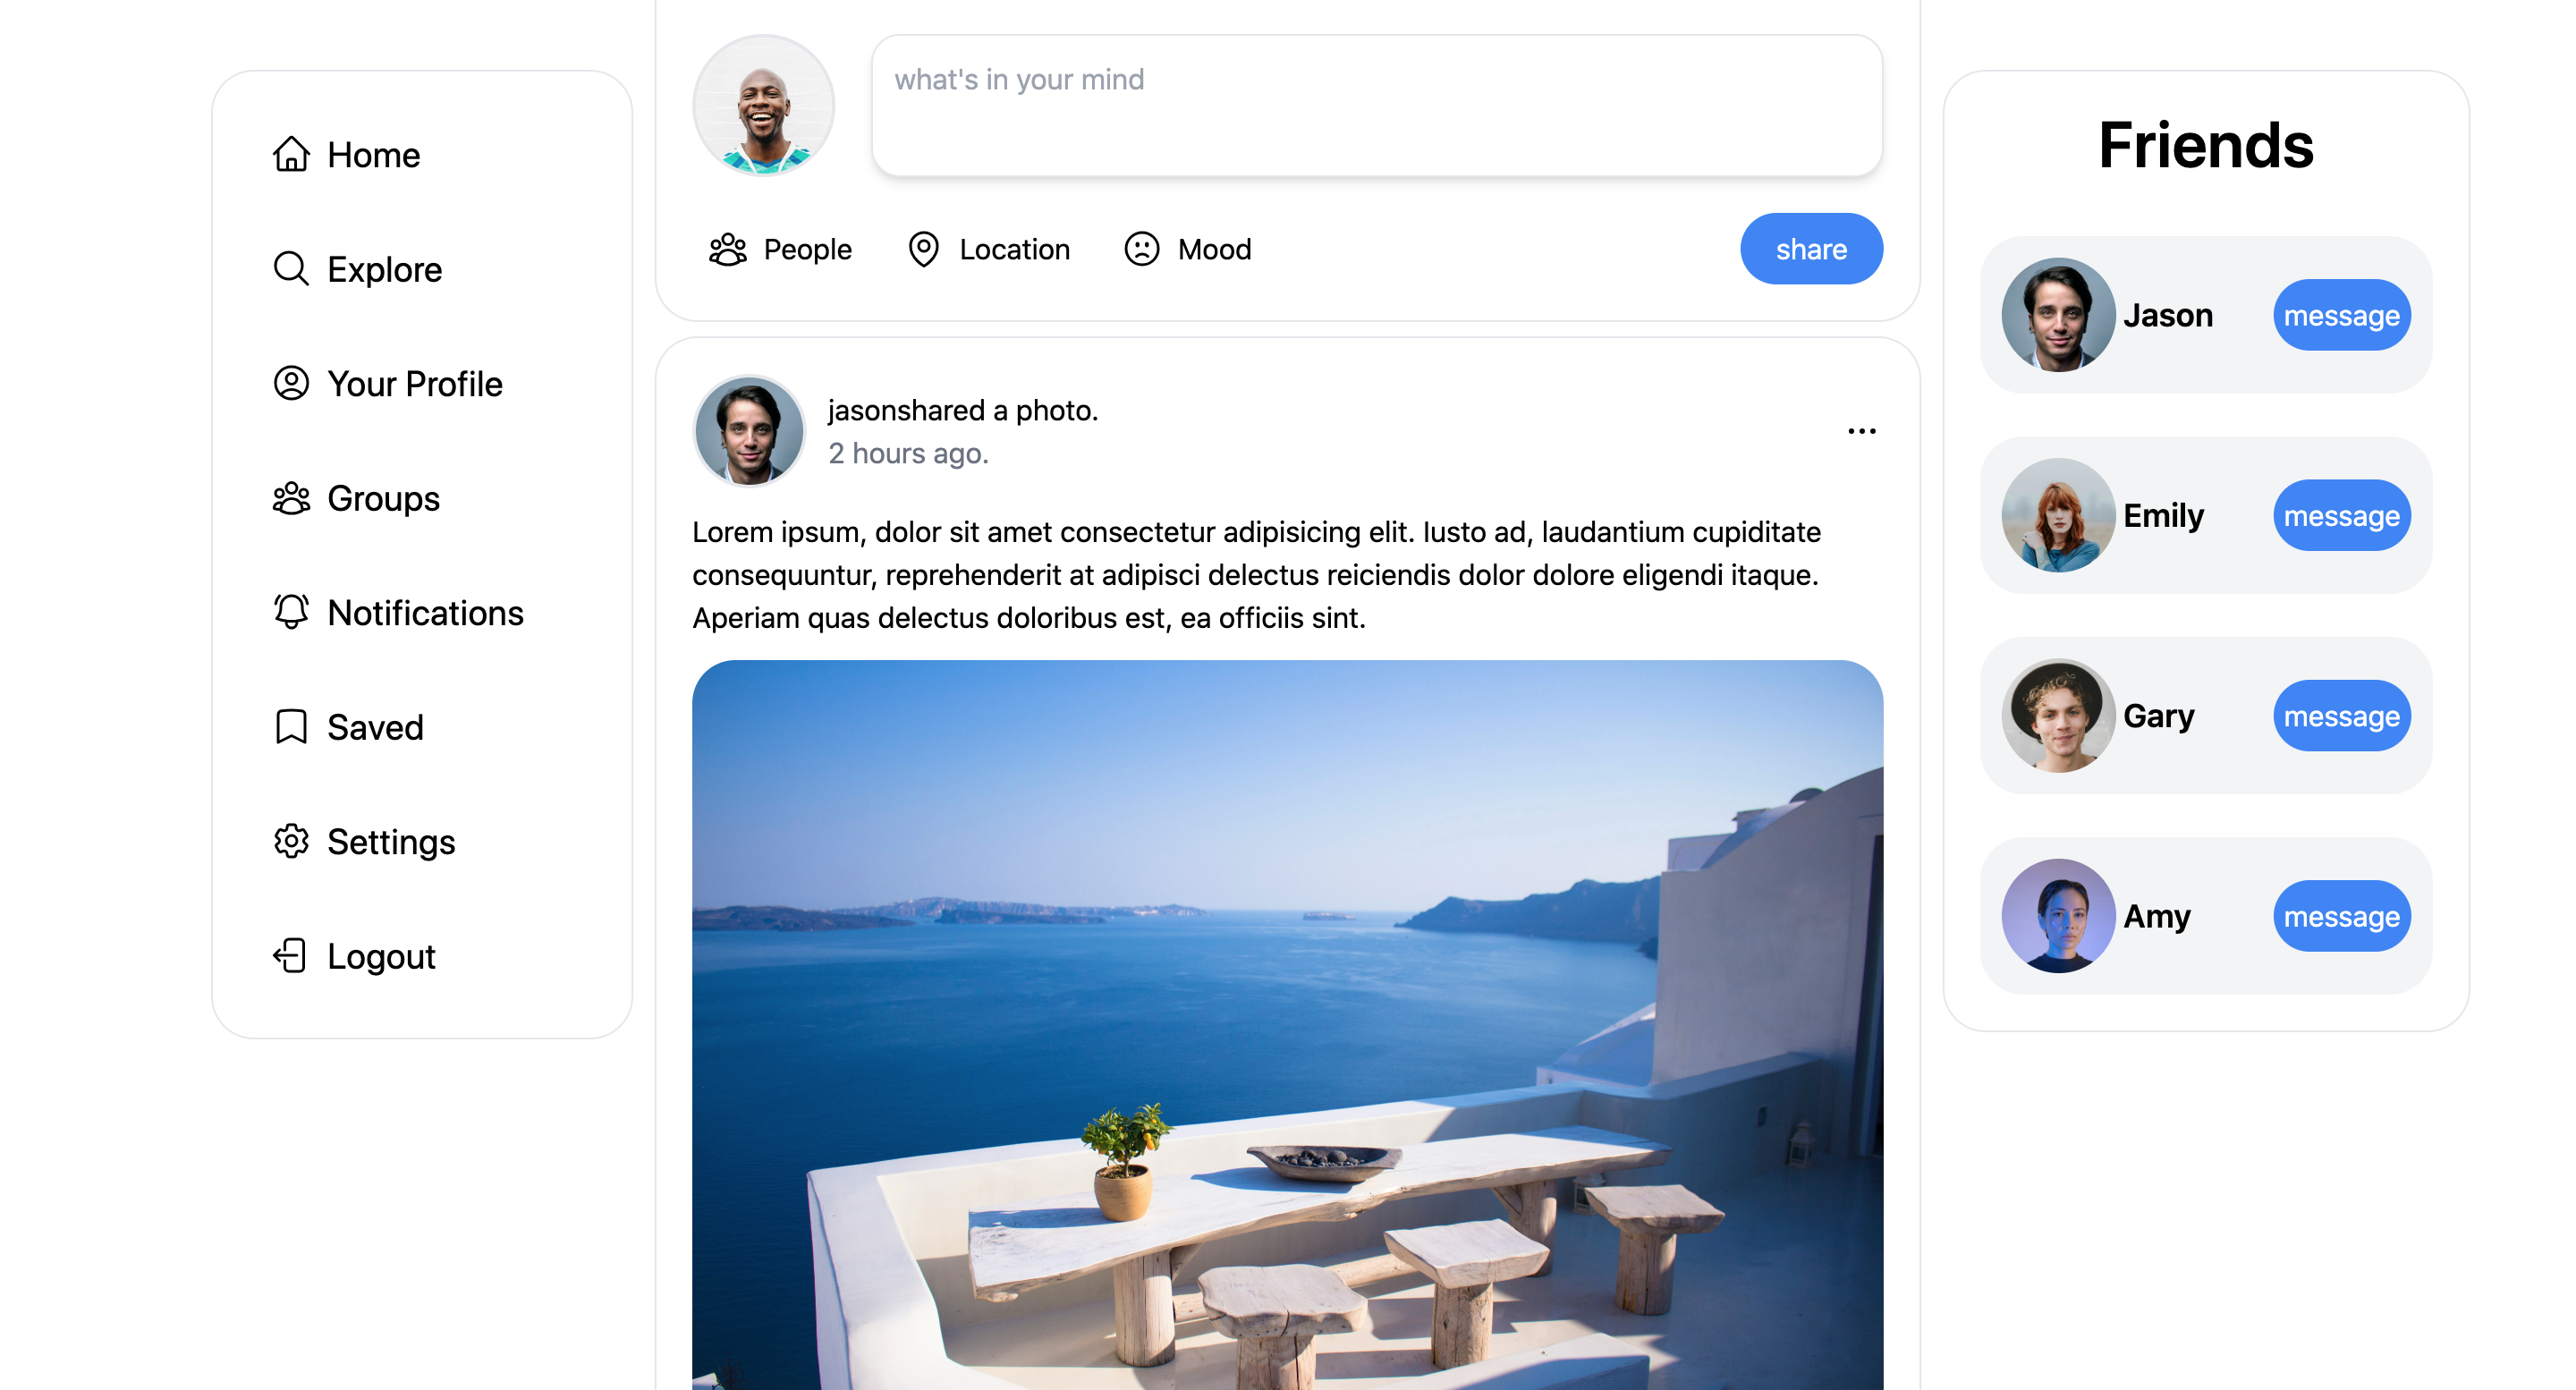 Home
Explore
Your Profile
Groups
Notifications
Saved
Settings
Logout
what's in your mind
People
Location
Mood
share
jasonshared a photo.
2 hours ago.
Lorem ipsum, dolor sit amet consectetur adipisicing elit. Iusto ad, laudantium cupiditate
consequuntur, reprehenderit at adipisci delectus reiciendis dolor dolore eligendi itaque.
Aperiam quas delectus doloribus est, ea officiis sint.
Friends
Jason
message
Emily
message
Gary
message
Amy
message